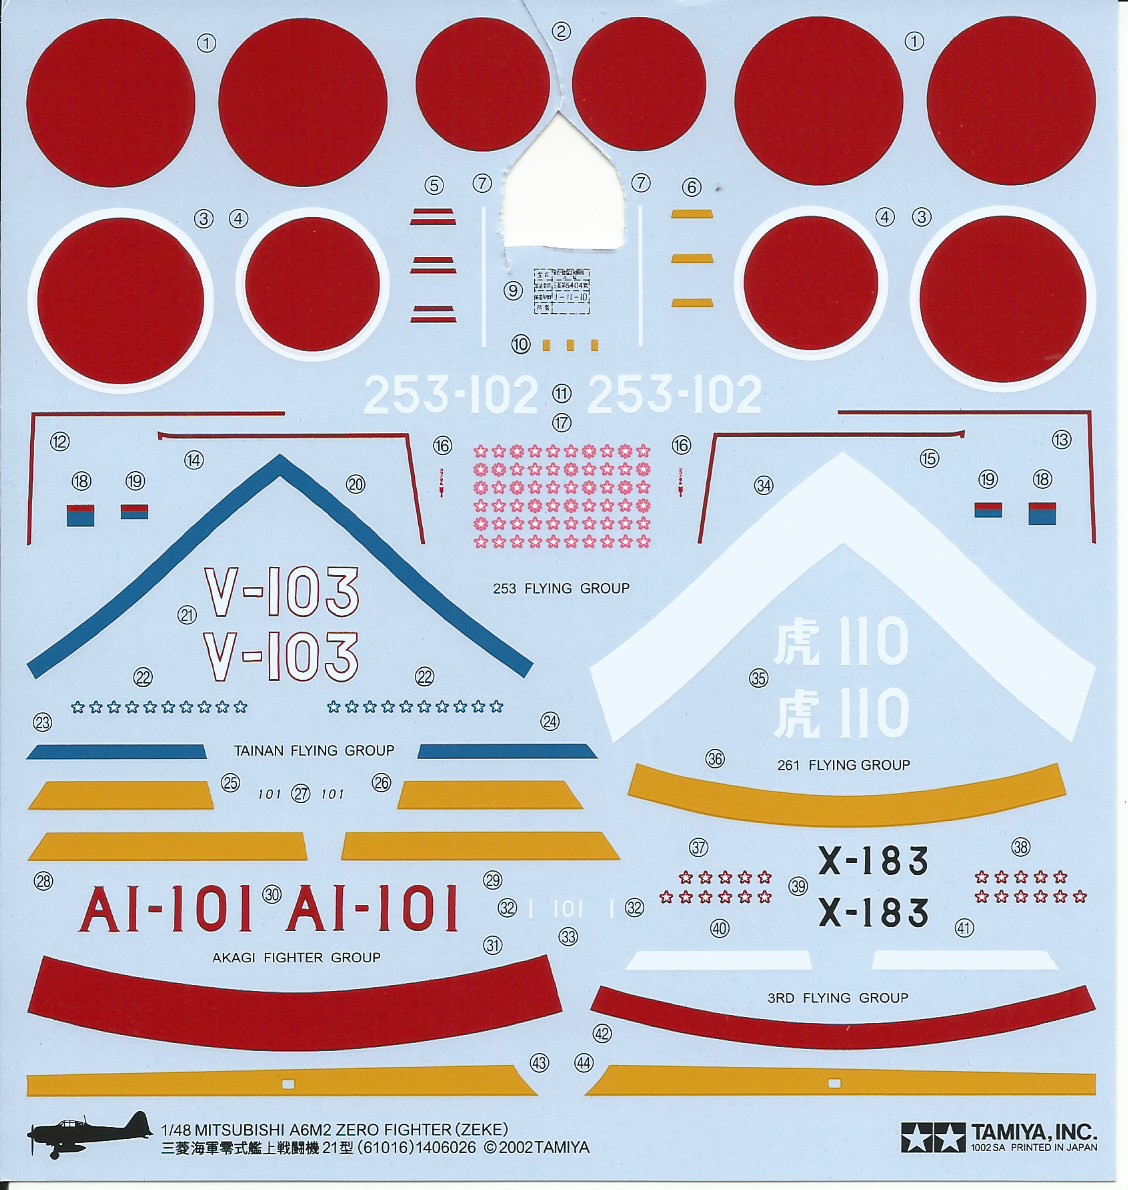 ① ② ①
⑤ ⑦ ⑦ ⑥
③ ④ ④ ③
⑨
1-11-10
⑩
253-102 ⑪ 253-102
⑰
⑫ ⑯ ⑯ ⑬
⑭ ⑮
⑱ ⑲ ⑳ ㉞ ⑲ ⑱
253 FLYING GROUP
V-103
㉑
V-103
虎 110
㉟
虎 110
㉒ ㉒
㉓ ㉔
TAINAN FLYING GROUP
㊱
261 FLYING GROUP
㉕ 101 ㉗ 101 ㉖
㊲ X-183 ㊳
㊴
X-183
㉘ ㉙
AI-101 ㉚ AI-101
㉜ 1 101 1 ㉜
㉝
㊵ ㊶
㉛
AKAGI FIGHTER GROUP
3RD FLYING GROUP
㊷
㊸ ㊹
1/48 MITSUBISHI A6M2 ZERO FIGHTER (ZEKE)
三菱海軍零式艦上戦闘機21型(61016)1406026 ©2002TAMIYA
TAMIYA, INC.
1002 SA PRINTED IN JAPAN